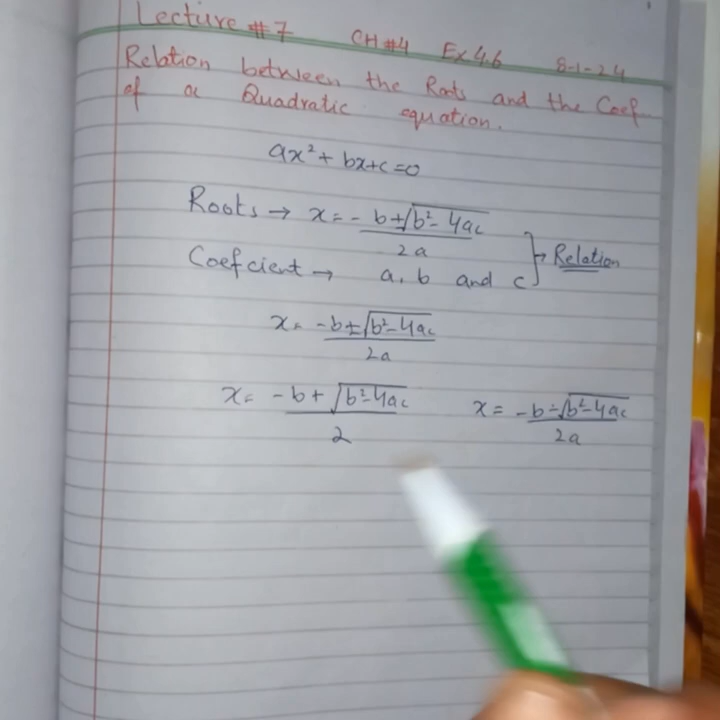 Lecture #7 CH#4 Ex 4.6 8-1-24
Relation between the Roots and the Coef
of a Quadratic equation.
ax² + bx+c=0
Roots → x = -b±√b²-4ac / 2a
Coefcient → a, b and c } → Relation
x = -b±√b²-4ac / 2a
x = -b+√b²-4ac / 2 x = -b-√b²-4ac / 2a